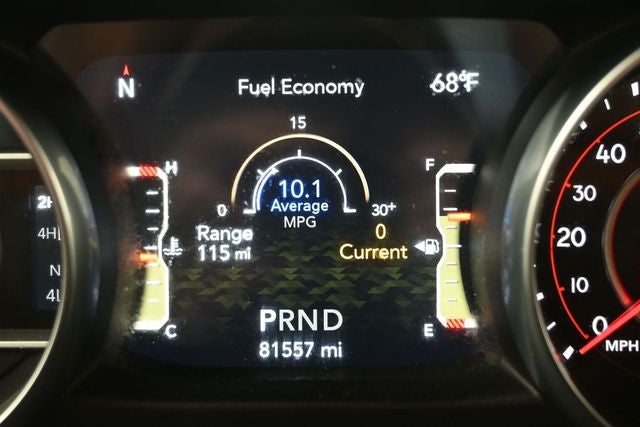 N
Fuel Economy
68°F
15
10.1
Average
MPG
0
30+
Range
115 mi
0
Current
H
C
F
E
PRND
81557 mi
4H
N
4L
40
30
20
10
0
MPH